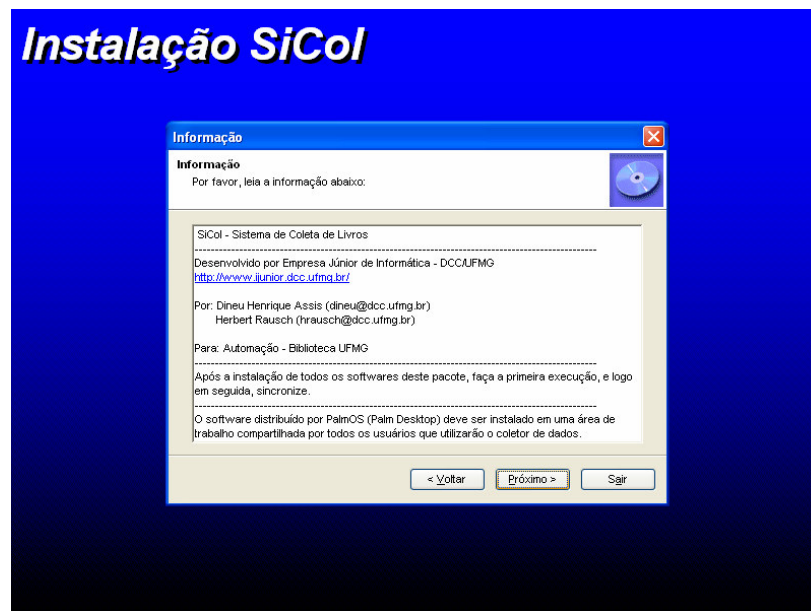 Instalação SiCol
Informação
Informação
Por favor, leia a informação abaixo:
SiCol - Sistema de Coleta de Livros
----------------------------------------------------------------------------------------------------
Desenvolvido por Empresa Júnior de Informática - DCC/UFMG
http://www.ijunior.dcc.ufmg.br/
Por: Dineu Henrique Assis (dineu@dcc.ufmg.br)
Herbert Rausch (hrausch@dcc.ufmg.br)
Para: Automação - Biblioteca UFMG
----------------------------------------------------------------------------------------------------
Após a instalação de todos os softwares deste pacote, faça a primeira execução, e logo
em seguida, sincronize.
----------------------------------------------------------------------------------------------------
O software distribuído por PalmOS (Palm Desktop) deve ser instalado em uma área de
trabalho compartilhada por todos os usuários que utilizarão o coletor de dados.
< Voltar
Próximo >
Sair